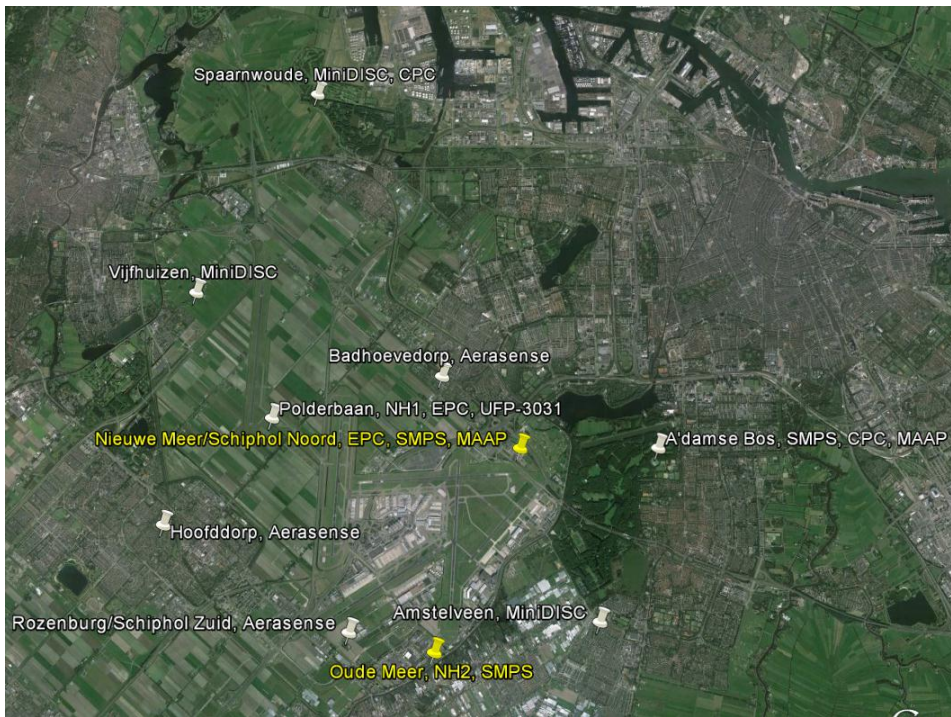 Spaarnwoude, MiniDISC, CPC
Vijfhuizen, MiniDISC
Badhoevedorp, Aerasense
Polderbaan, NH1, EPC, UFP-3031
Nieuwe Meer/Schiphol Noord, EPC, SMPS, MAAP
A'damse Bos, SMPS, CPC, MAAP
Hoofddorp, Aerasense
Amstelveen, MiniDISC
Rozenburg/Schiphol Zuid, Aerasense
Oude Meer, NH2, SMPS